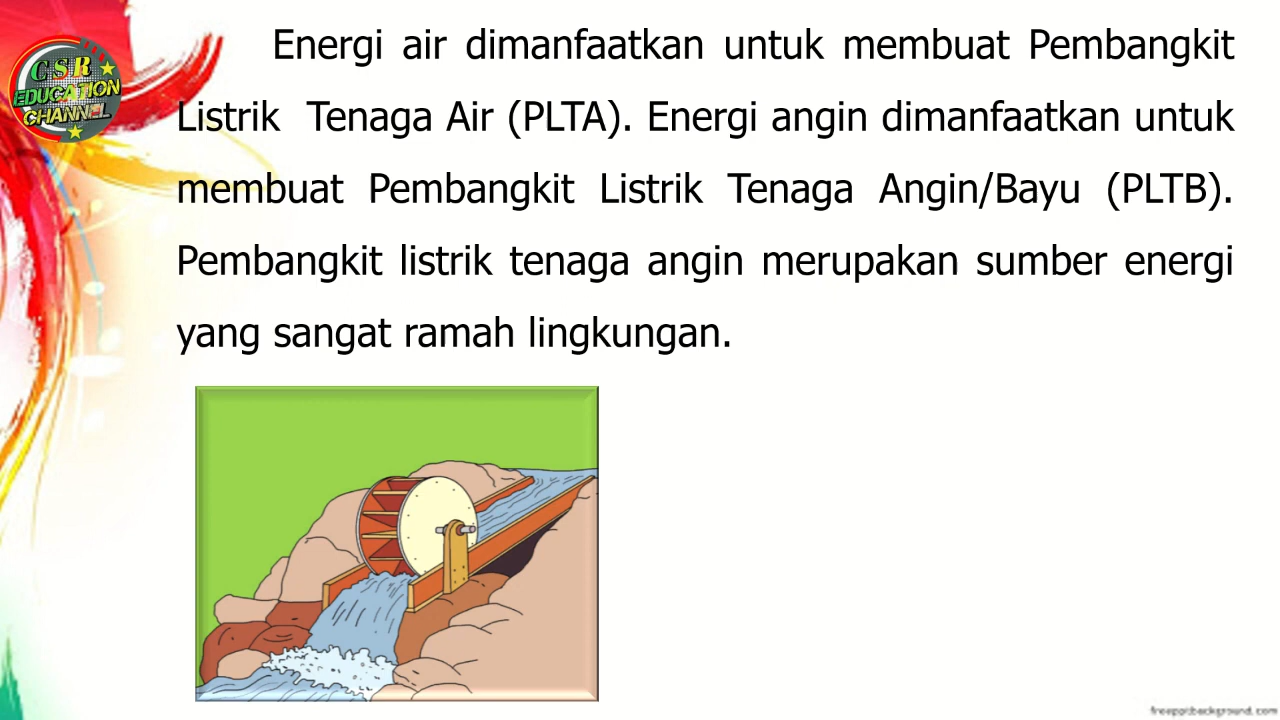 CSR
EDUCATION
CHANNEL
Energi air dimanfaatkan untuk membuat Pembangkit
Listrik Tenaga Air (PLTA). Energi angin dimanfaatkan untuk
membuat Pembangkit Listrik Tenaga Angin/Bayu (PLTB).
Pembangkit listrik tenaga angin merupakan sumber energi
yang sangat ramah lingkungan.
freepptbackground.com